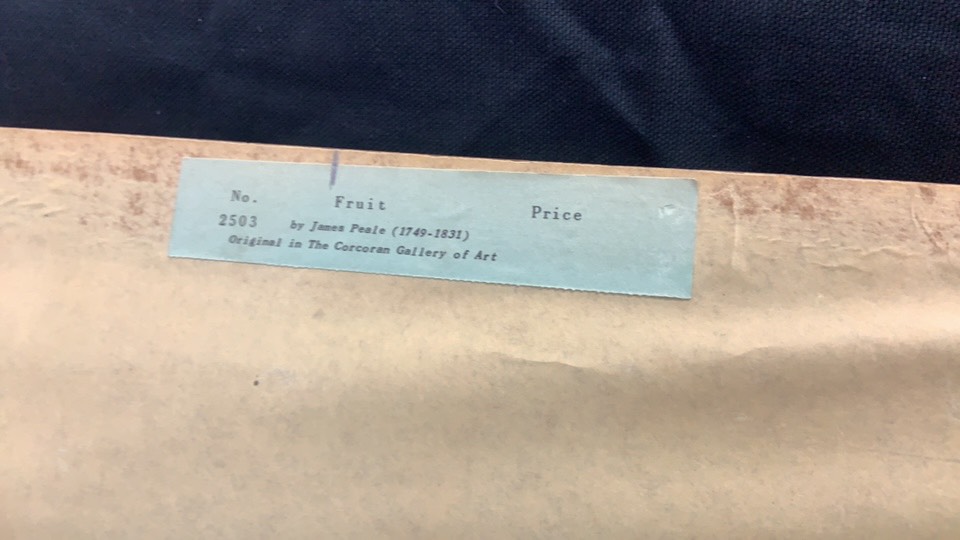 No. Fruit Price
2503 by James Peale (1749-1831)
Original in The Corcoran Gallery of Art